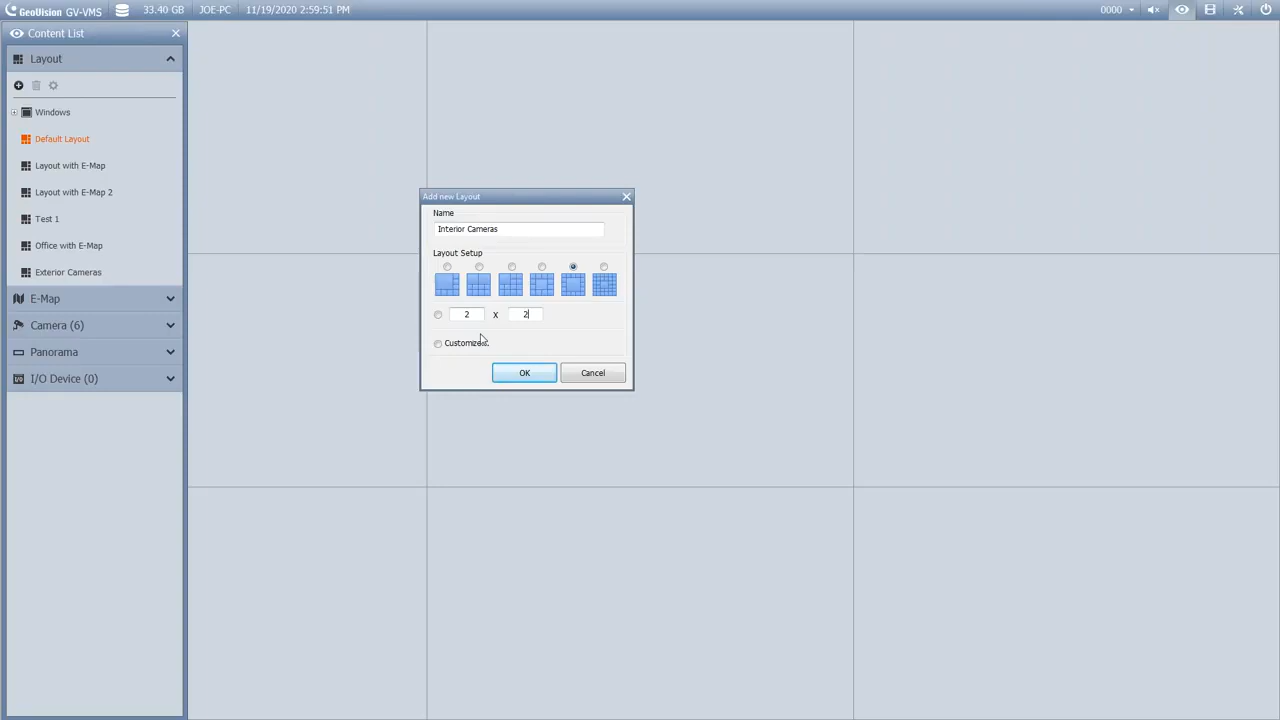 GeoVision GV-VMS 33.40 GB JOE-PC 11/19/2020 2:59:51 PM 0000
Content List
Layout
Windows
Default Layout
Layout with E-Map
Layout with E-Map 2
Test 1
Office with E-Map
Exterior Cameras
E-Map
Camera (6)
Panorama
I/O Device (0)
Add new Layout
Name
Interior Cameras
Layout Setup
2 X 2
Customize..
OK Cancel